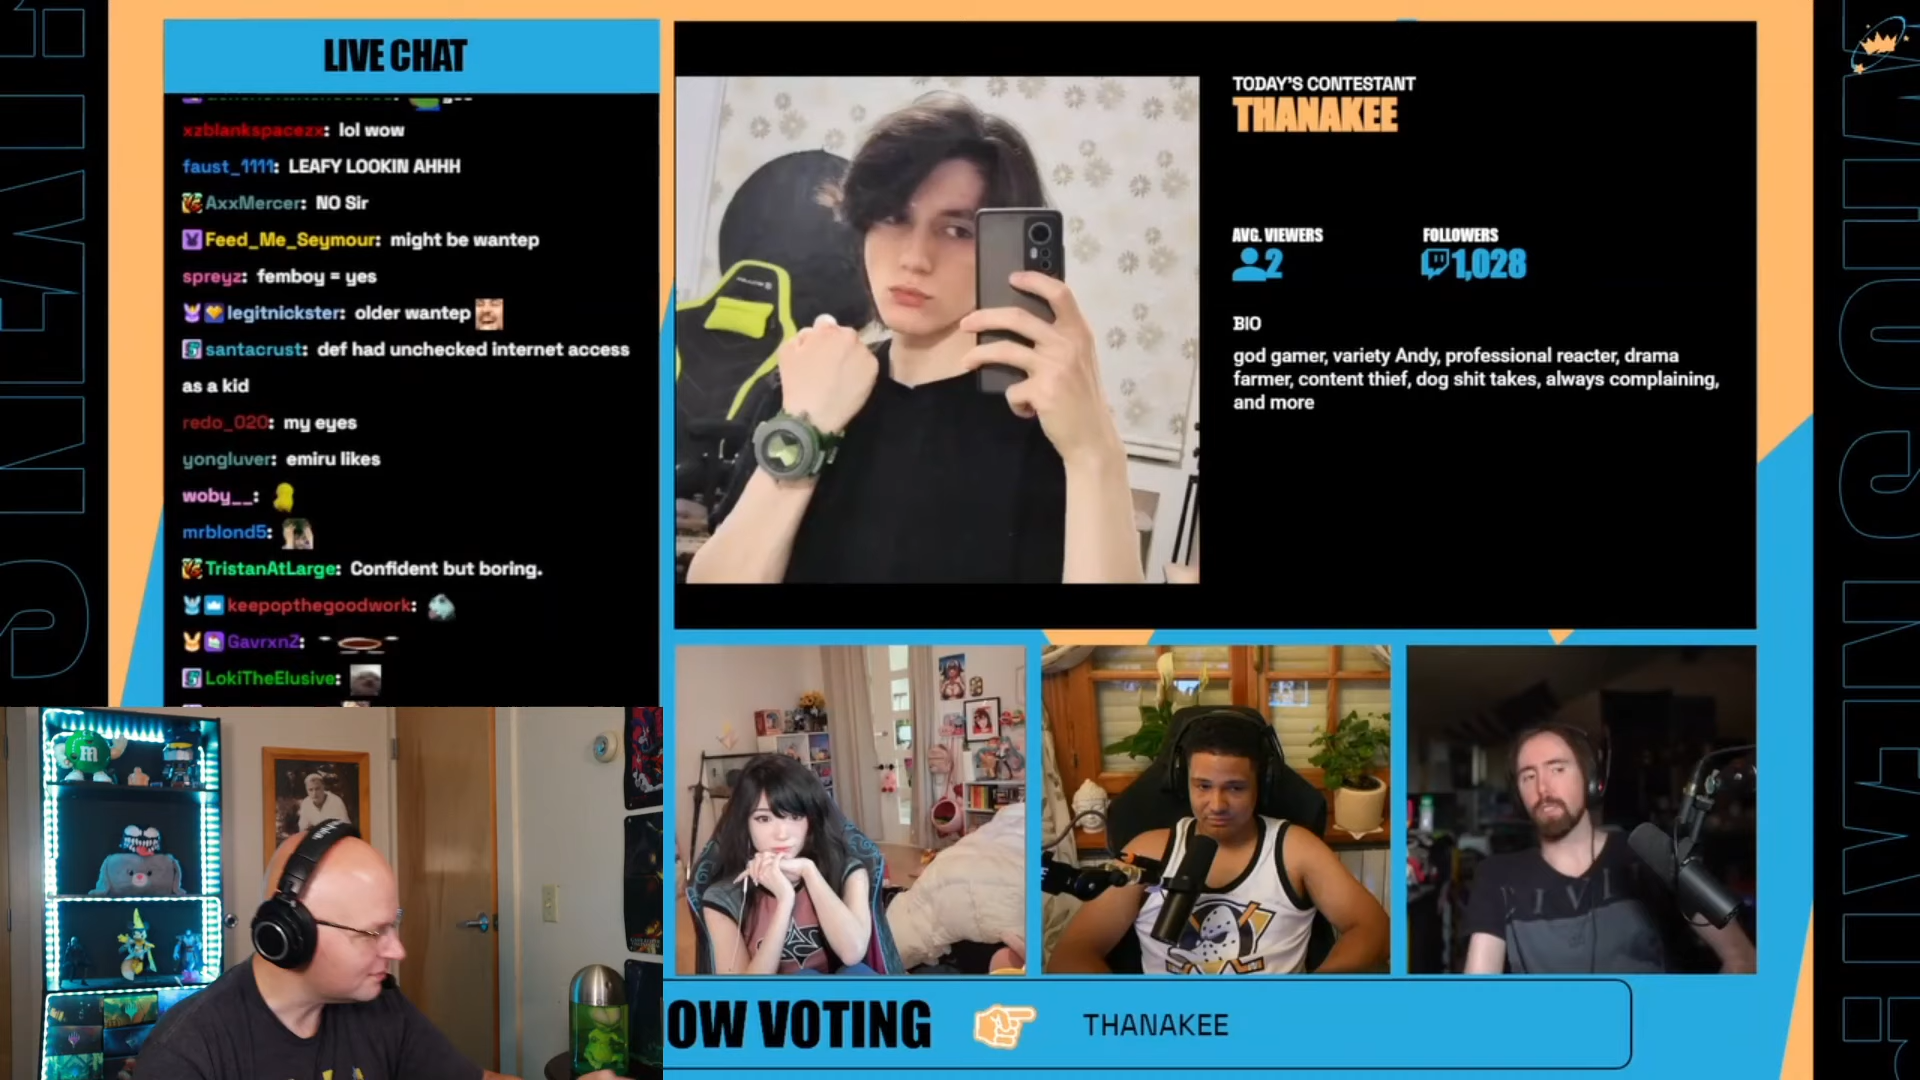 LIVE CHAT
xzblankspacezx: lol wow
faust_1111: LEAFY LOOKIN AHHH
AxxMercer: NO Sir
Feed_Me_Seymour: might be wantep
spreyz: femboy = yes
legitnickster: older wantep
santacrust: def had unchecked internet access
as a kid
redo_020: my eyes
yongluver: emiru likes
woby__:
mrblond5:
TristanAtLarge: Confident but boring.
keepopthegoodwork:
GavrxnZ:
LokiTheElusive:
TODAY'S CONTESTANT
THANAKEE
AVG. VIEWERS
2
FOLLOWERS
1,028
BIO
god gamer, variety Andy, professional reacter, drama
farmer, content thief, dog shit takes, always complaining,
and more
OW VOTING
THANAKEE